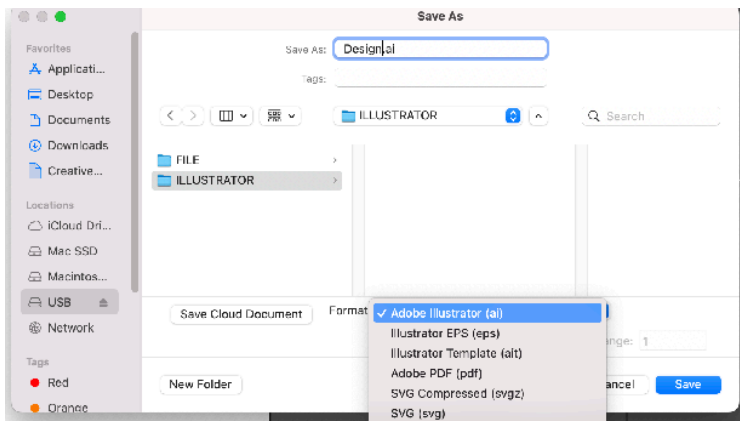 Save As
Favorites
Applicati...
Desktop
Documents
Downloads
Creative...
Locations
iCloud Dri...
Mac SSD
Macintos...
USB
Network
Tags
Red
Orange
Save As: Design.ai
Tags:
ILLUSTRATOR
Search
FILE
ILLUSTRATOR
Save Cloud Document
Format
Adobe Illustrator (ai)
Illustrator EPS (eps)
Illustrator Template (ait)
Adobe PDF (pdf)
SVG Compressed (svgz)
SVG (svg)
ange: 1
New Folder
ancel
Save